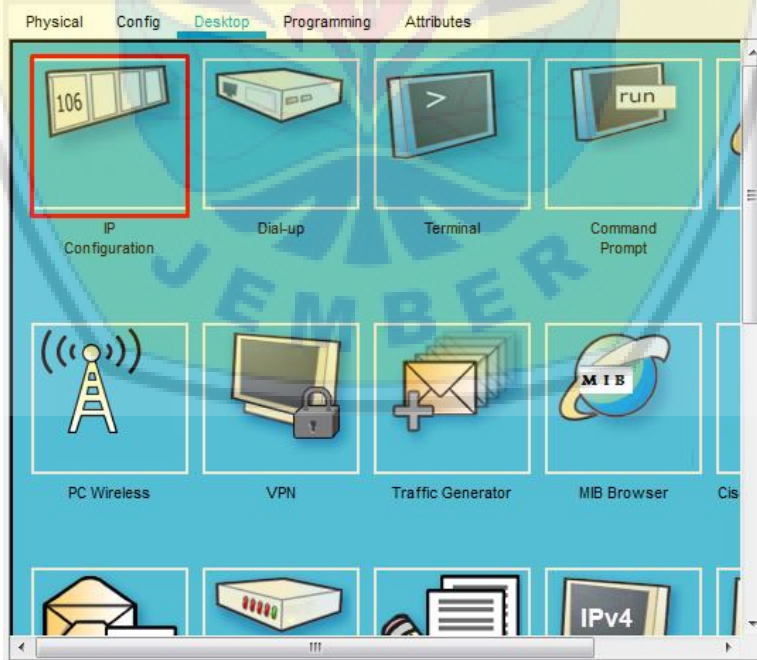 Physical Config Desktop Programming Attributes
106
>
run
IP
Configuration
Dial-up
Terminal
Command
Prompt
JEMBER
MIB
PC Wireless
VPN
Traffic Generator
MIB Browser
Cis
IPv4